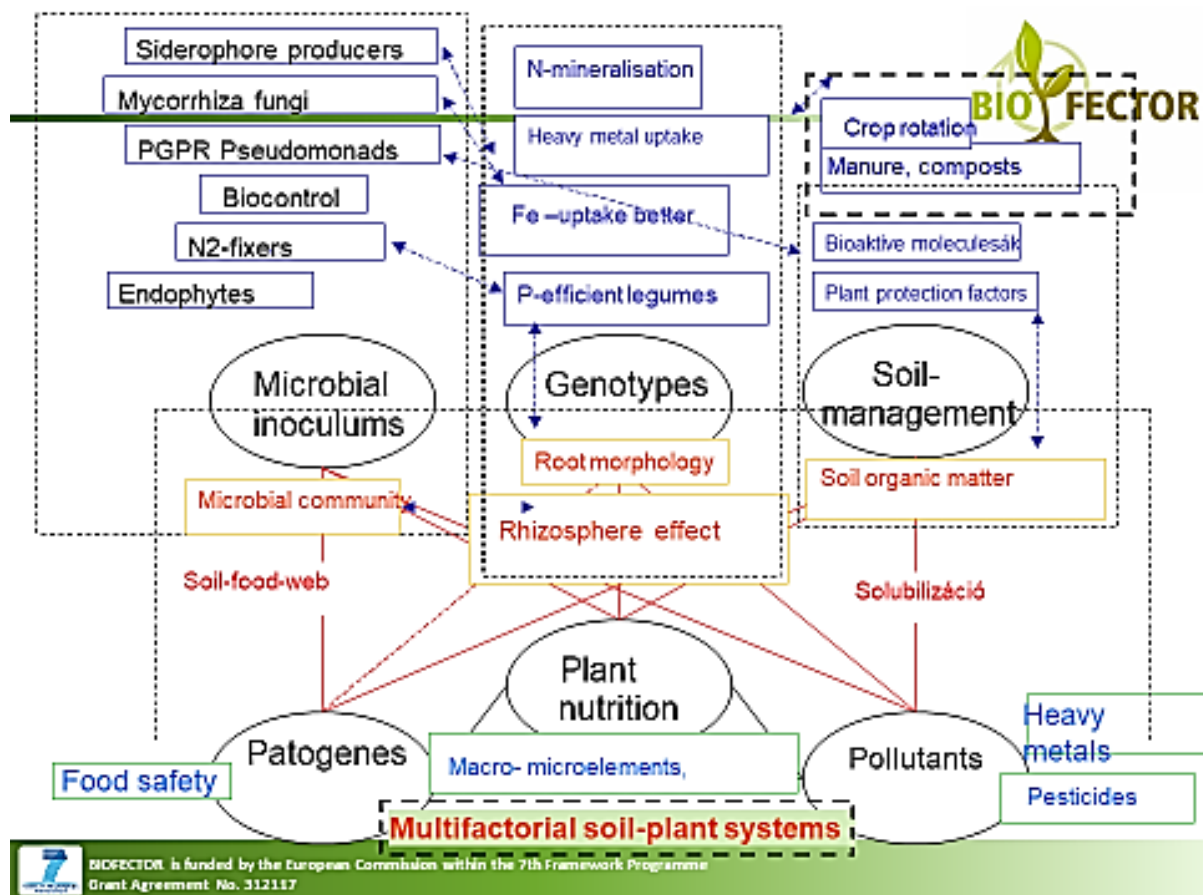 Siderophore producers
Mycorrhiza fungi
PGPR Pseudomonads
Biocontrol
N2-fixers
Endophytes
N-mineralisation
Heavy metal uptake
Fe –uptake better
P-efficient legumes
BIO FECTOR
Crop rotation
Manure, composts
Bioaktive moleculesák
Plant protection factors
Microbial
inoculums
Genotypes
Soil-
management
Root morphology
Microbial community
Rhizosphere effect
Soil organic matter
Soil-food-web
Solubilizáció
Plant
nutrition
Patogenes
Pollutants
Heavy
metals
Food safety
Macro- microelements,
Pesticides
Multifactorial soil-plant systems
BIOFECTOR is funded by the European Commission within the 7th Framework Programme
Grant Agreement No. 312117